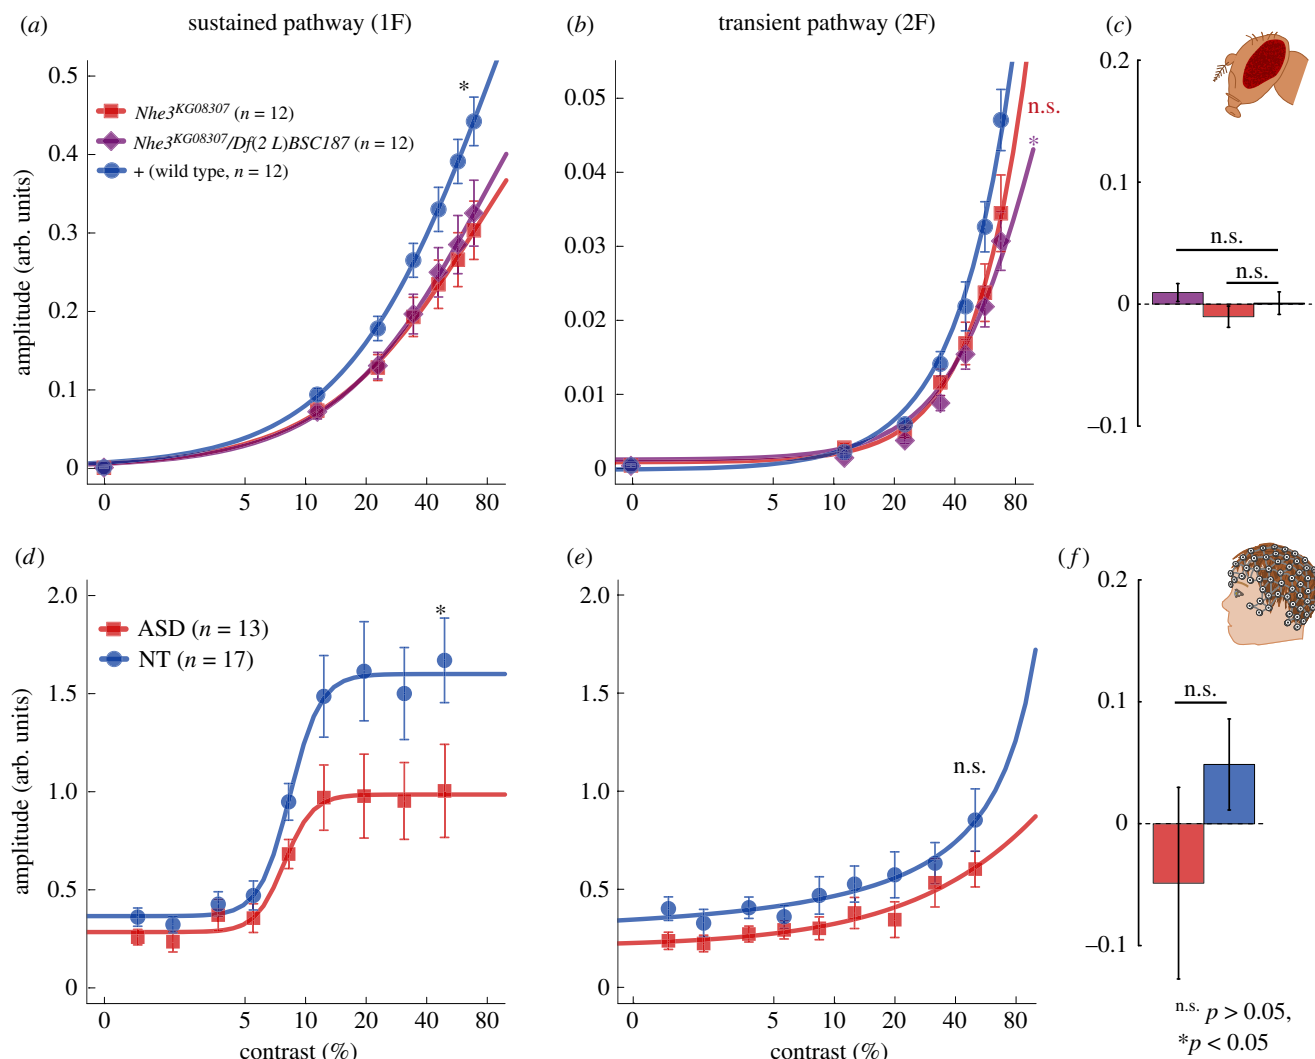 (a) sustained pathway (1F)
(b) transient pathway (2F)
(c)
amplitude (arb. units)
0.5
0.4
0.3
0.2
0.1
0
Nhe3KG08307 (n = 12)
Nhe3KG08307/Df(2 L)BSC187 (n = 12)
+ (wild type, n = 12)
*
0 5 10 20 40 80
0.05
0.04
0.03
0.02
0.01
0
n.s.
*
0 5 10 20 40 80
0.2
0.1
0
–0.1
n.s.
n.s.
(d)
(e)
(f)
amplitude (arb. units)
2.0
1.5
1.0
0.5
0
ASD (n = 13)
NT (n = 17)
*
0 5 10 20 40 80
contrast (%)
2.0
1.5
1.0
0.5
0
n.s.
0 5 10 20 40 80
contrast (%)
0.2
0.1
0
–0.1
n.s.
n.s. p > 0.05,
*p < 0.05